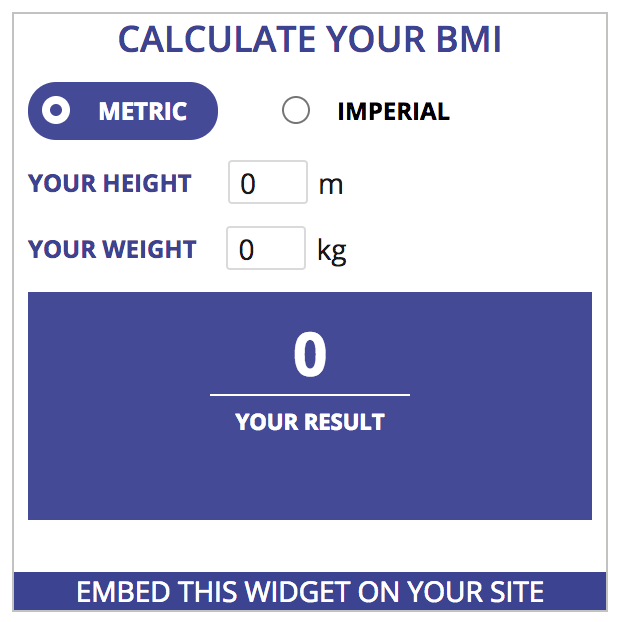 CALCULATE YOUR BMI
METRIC IMPERIAL
YOUR HEIGHT 0 m
YOUR WEIGHT 0 kg
0
YOUR RESULT
EMBED THIS WIDGET ON YOUR SITE